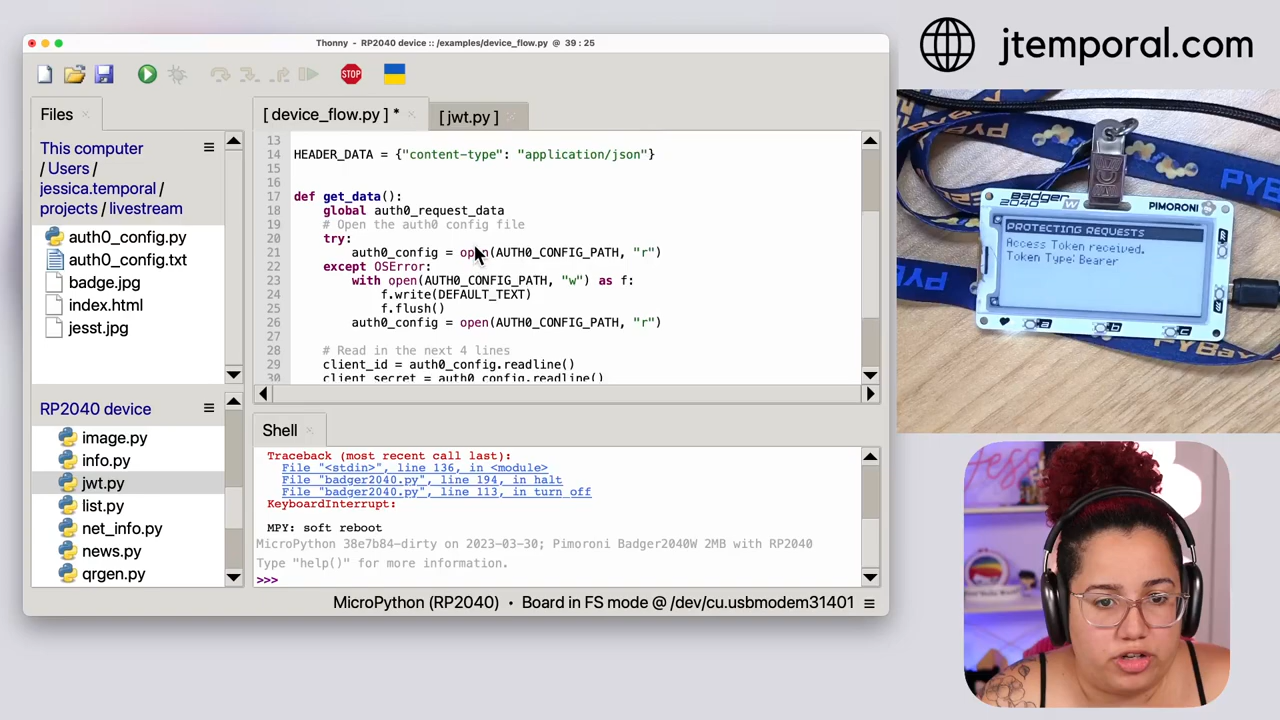 Thonny - RP2040 device :: /examples/device_flow.py @ 39 : 25
jtemporal.com
Files
This computer
/ Users /
jessica.temporal /
projects / livestream
auth0_config.py
auth0_config.txt
badge.jpg
index.html
jesst.jpg
RP2040 device
image.py
info.py
jwt.py
list.py
net_info.py
news.py
qrgen.py
[ device_flow.py ] *
[ jwt.py ]
13
14 HEADER_DATA = {"content-type": "application/json"}
15
16
17 def get_data():
18 global auth0_request_data
19 # Open the auth0 config file
20 try:
21 auth0_config = open(AUTH0_CONFIG_PATH, "r")
22 except OSError:
23 with open(AUTH0_CONFIG_PATH, "w") as f:
24 f.write(DEFAULT_TEXT)
25 f.flush()
26 auth0_config = open(AUTH0_CONFIG_PATH, "r")
27
28 # Read in the next 4 lines
29 client_id = auth0_config.readline()
30 client_secret = auth0_config.readline()
Shell
Traceback (most recent call last):
File "<stdin>", line 136, in <module>
File "badger2040.py", line 194, in halt
File "badger2040.py", line 113, in turn_off
KeyboardInterrupt:
MPY: soft reboot
MicroPython 38e7b84-dirty on 2023-03-30; Pimoroni Badger2040W 2MB with RP2040
Type "help()" for more information.
>>>
MicroPython (RP2040) • Board in FS mode @ /dev/cu.usbmodem31401
STOP
Badger
2040 W
PIMORONI
PROTECTING REQUESTS
Access Token received.
Token Type: Bearer
a
b
c
PYBAY